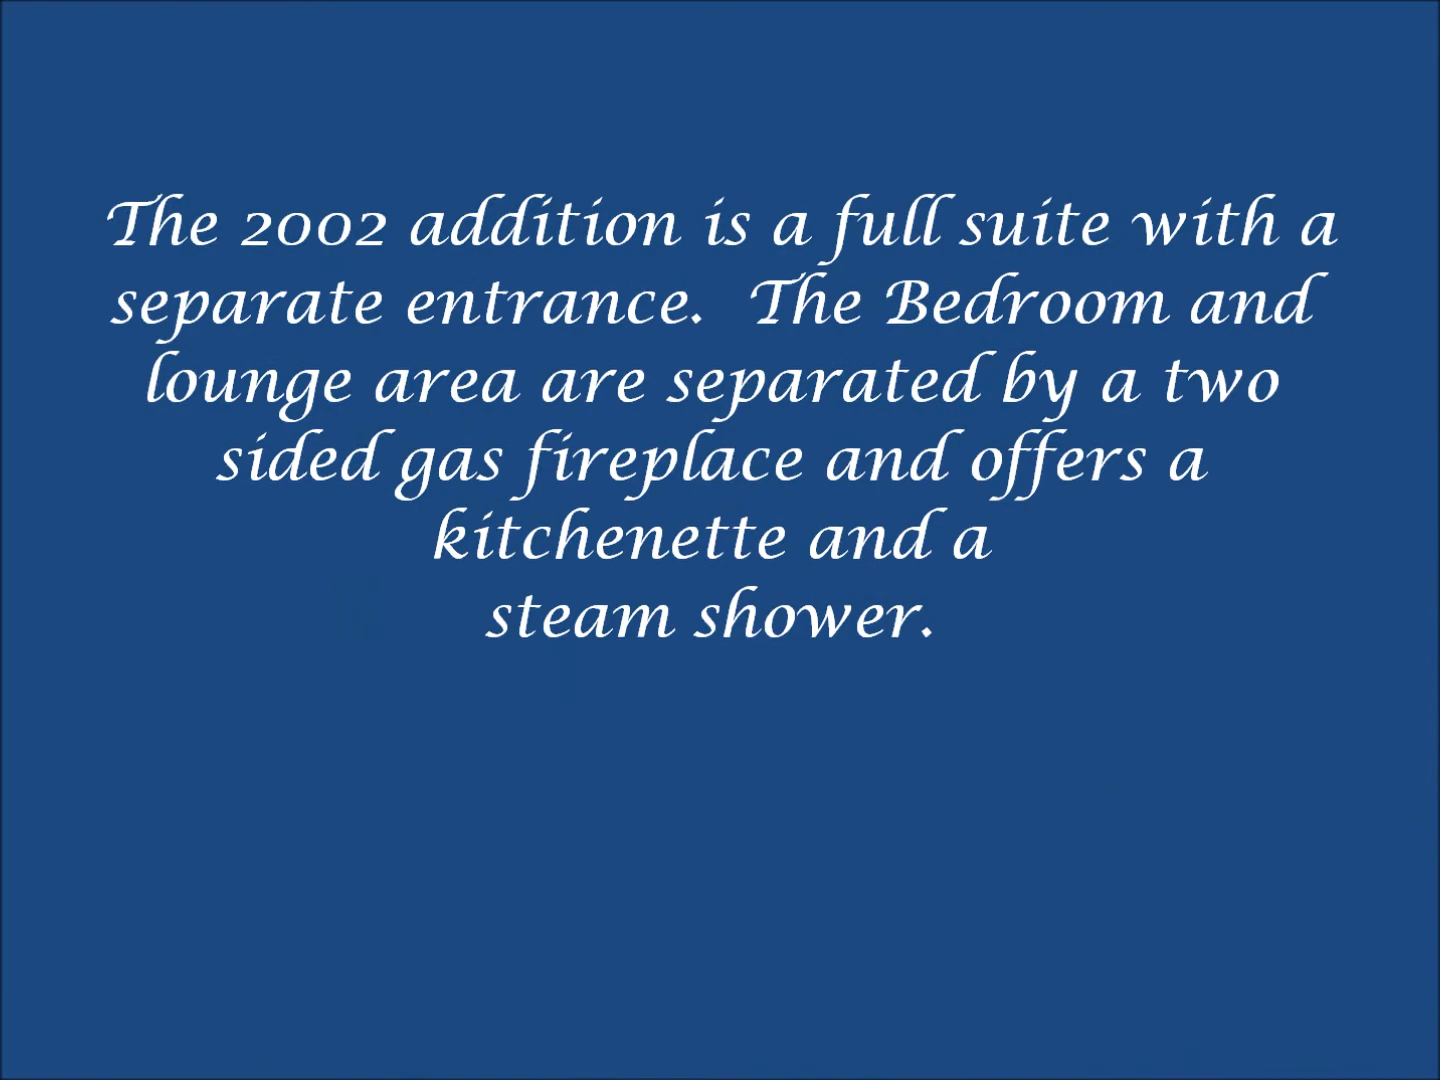 The 2002 addition is a full suite with a
separate entrance.  The Bedroom and
lounge area are separated by a two
sided gas fireplace and offers a
kitchenette and a
steam shower.